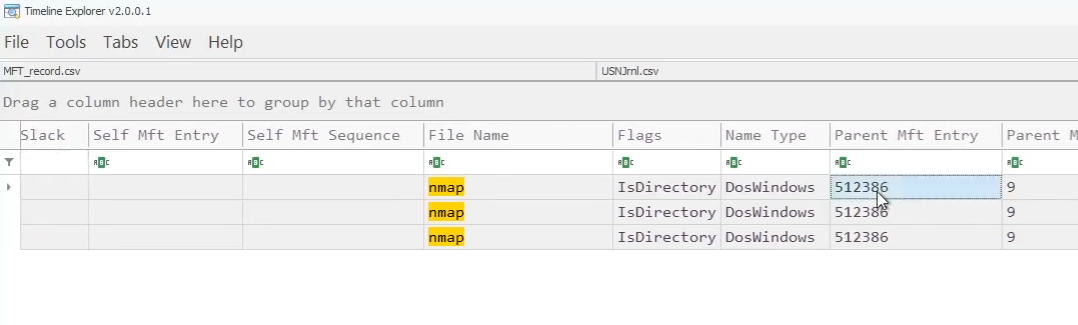 Timeline Explorer v2.0.0.1
File Tools Tabs View Help
MFT_record.csv USNJrnl.csv
Drag a column header here to group by that column
Slack Self Mft Entry Self Mft Sequence File Name Flags Name Type Parent Mft Entry Parent M
nmap IsDirectory DosWindows 512386 9
nmap IsDirectory DosWindows 512386 9
nmap IsDirectory DosWindows 512386 9